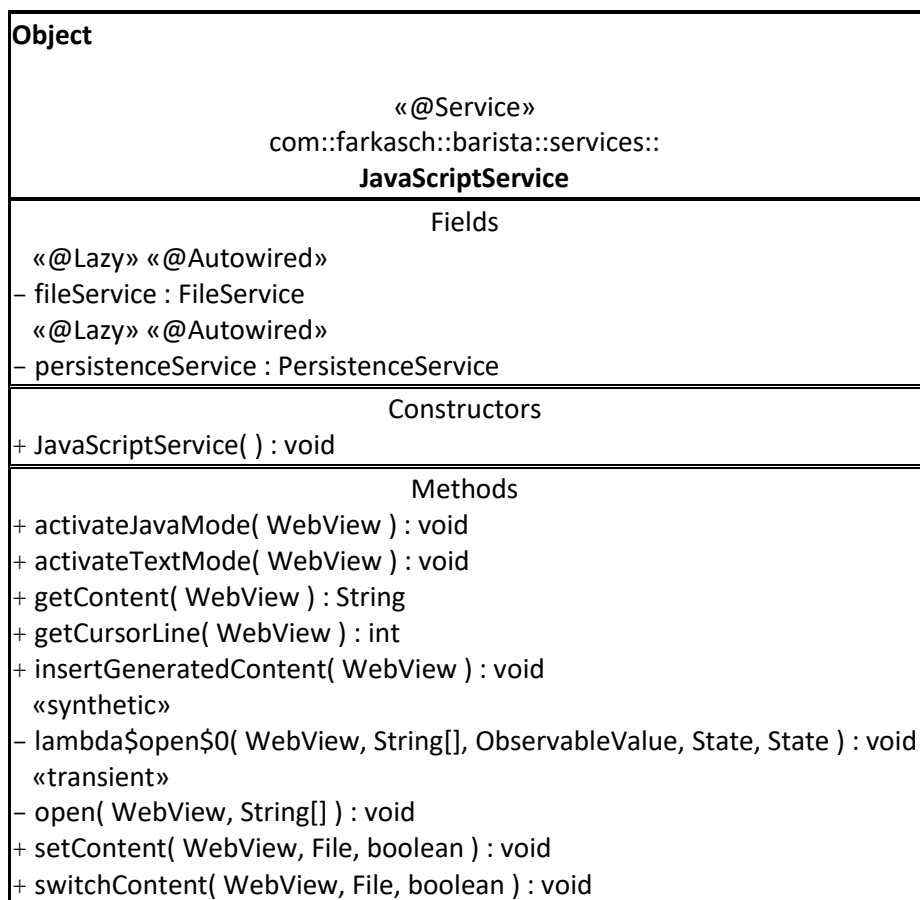 Object
«@Service»
com::farkasch::barista::services::
JavaScriptService
Fields
«@Lazy» «@Autowired»
– fileService : FileService
«@Lazy» «@Autowired»
– persistenceService : PersistenceService
Constructors
+ JavaScriptService( ) : void
Methods
+ activateJavaMode( WebView ) : void
+ activateTextMode( WebView ) : void
+ getContent( WebView ) : String
+ getCursorLine( WebView ) : int
+ insertGeneratedContent( WebView ) : void
«synthetic»
– lambda$open$0( WebView, String[], ObservableValue, State, State ) : void
«transient»
– open( WebView, String[] ) : void
+ setContent( WebView, File, boolean ) : void
+ switchContent( WebView, File, boolean ) : void